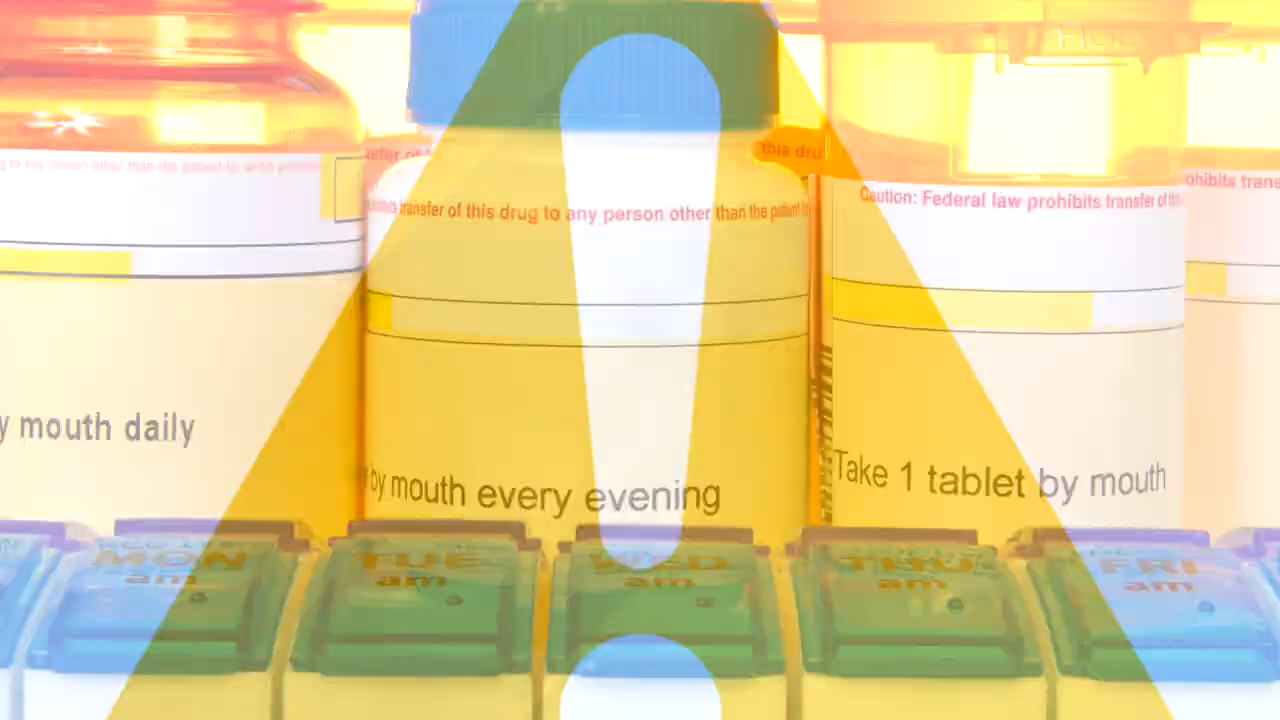 this dru
transfer of this drug to any person other than the patient
Caution: Federal law prohibits transfer of this
ohibits trans
y mouth daily
by mouth every evening
Take 1 tablet by mouth
MON
am
TUE
am
WED
am
THU
am
FRI
am